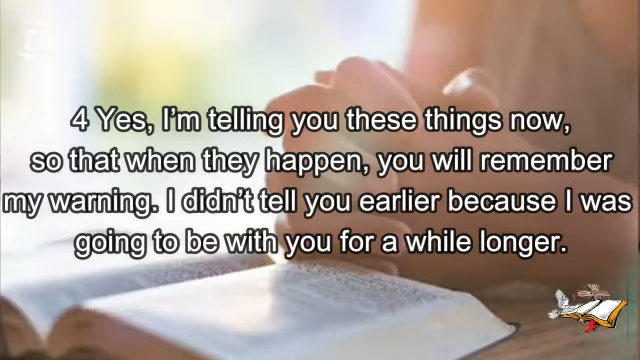 4 Yes, I'm telling you these things now,
so that when they happen, you will remember
my warning. I didn't tell you earlier because I was
going to be with you for a while longer.